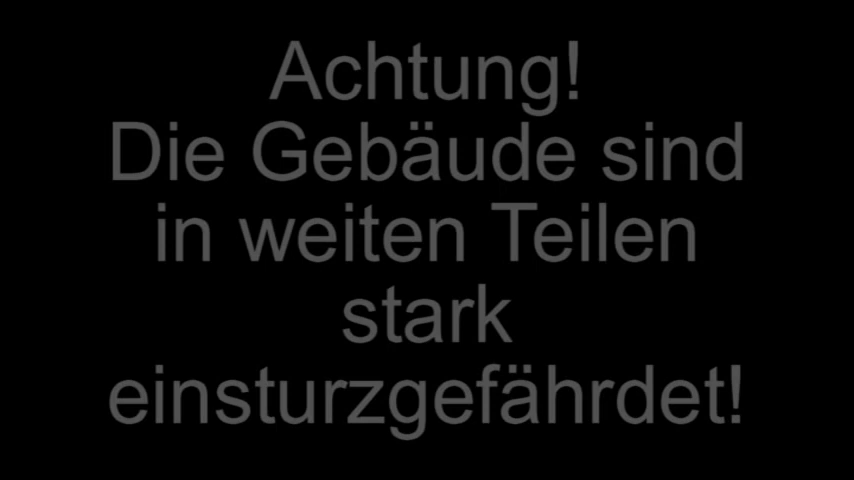 Achtung!
Die Gebäude sind
in weiten Teilen
stark
einsturzgefährdet!